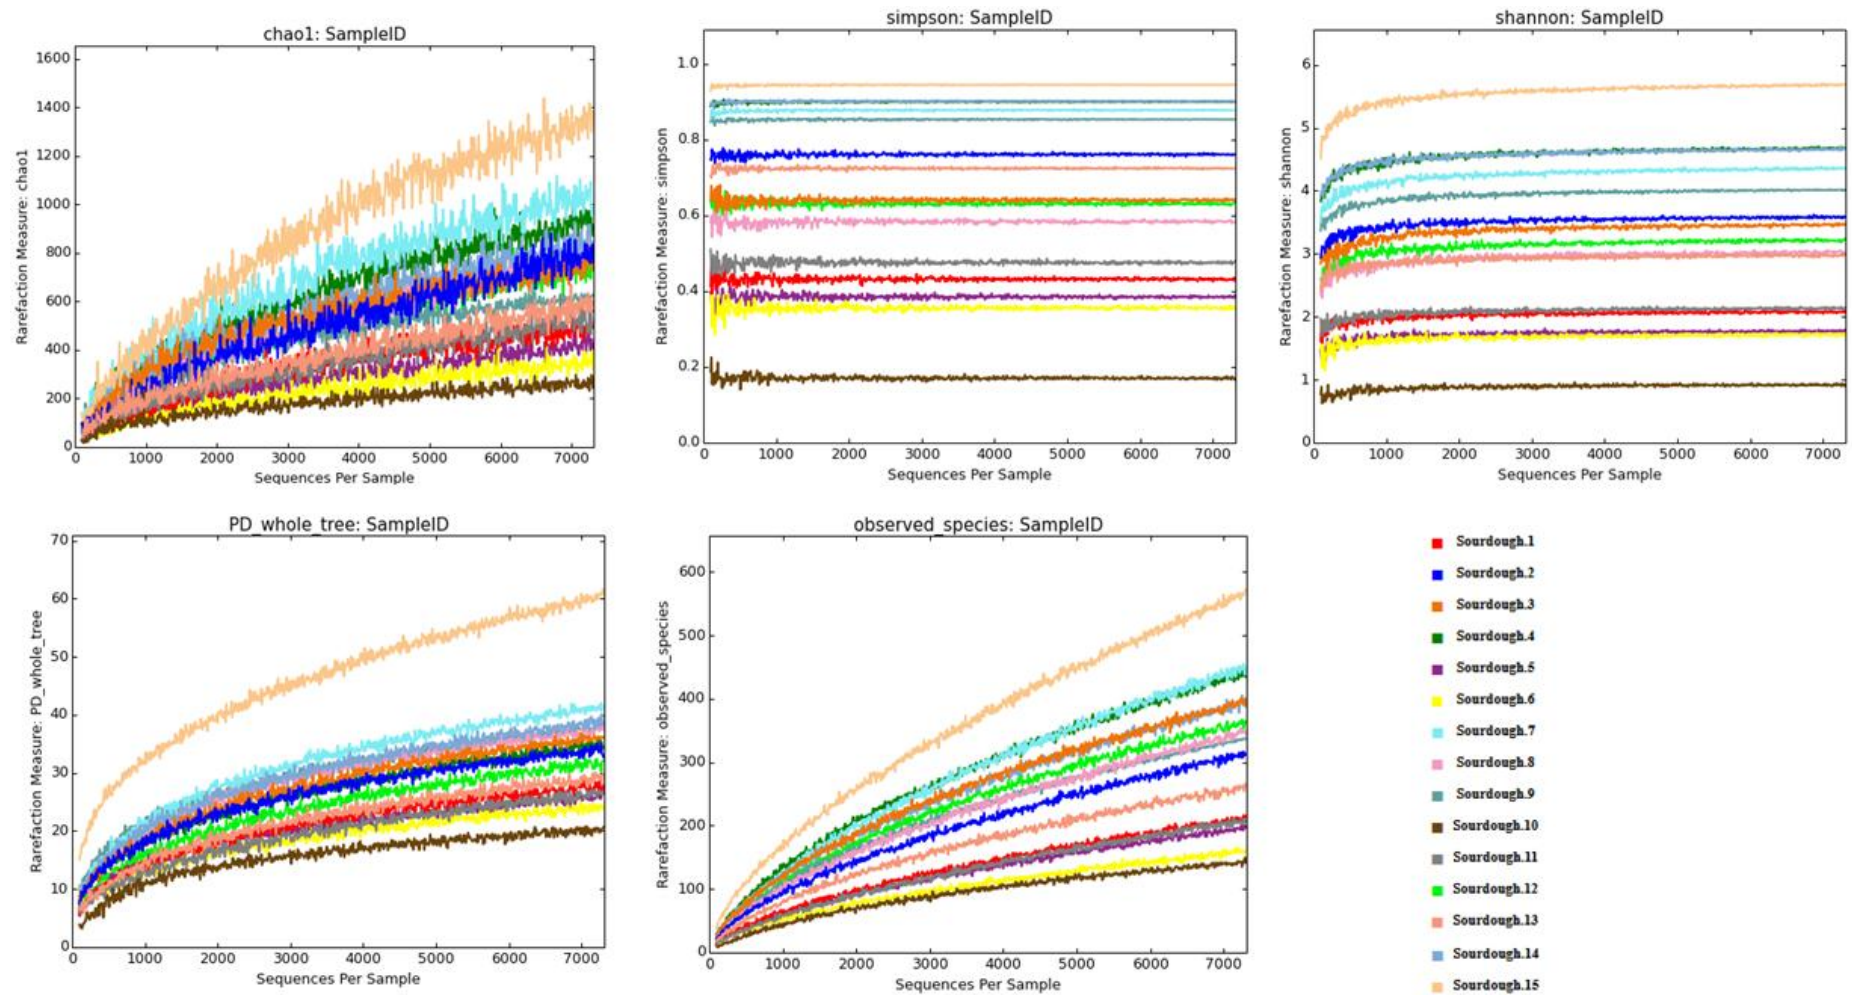 chao1: SampleID
1600
1400
1200
1000
800
600
400
200
0
0 1000 2000 3000 4000 5000 6000 7000
Sequences Per Sample
Rarefaction Measure: chao1
simpson: SampleID
1.0
0.8
0.6
0.4
0.2
0.0
0 1000 2000 3000 4000 5000 6000 7000
Sequences Per Sample
Rarefaction Measure: simpson
shannon: SampleID
6
5
4
3
2
1
0
0 1000 2000 3000 4000 5000 6000 7000
Sequences Per Sample
Rarefaction Measure: shannon
PD_whole_tree: SampleID
70
60
50
40
30
20
10
0
0 1000 2000 3000 4000 5000 6000 7000
Sequences Per Sample
Rarefaction Measure: PD_whole_tree
observed_species: SampleID
600
500
400
300
200
100
0
0 1000 2000 3000 4000 5000 6000 7000
Sequences Per Sample
Rarefaction Measure: observed_species
Sourdough.1
Sourdough.2
Sourdough.3
Sourdough.4
Sourdough.5
Sourdough.6
Sourdough.7
Sourdough.8
Sourdough.9
Sourdough.10
Sourdough.11
Sourdough.12
Sourdough.13
Sourdough.14
Sourdough.15